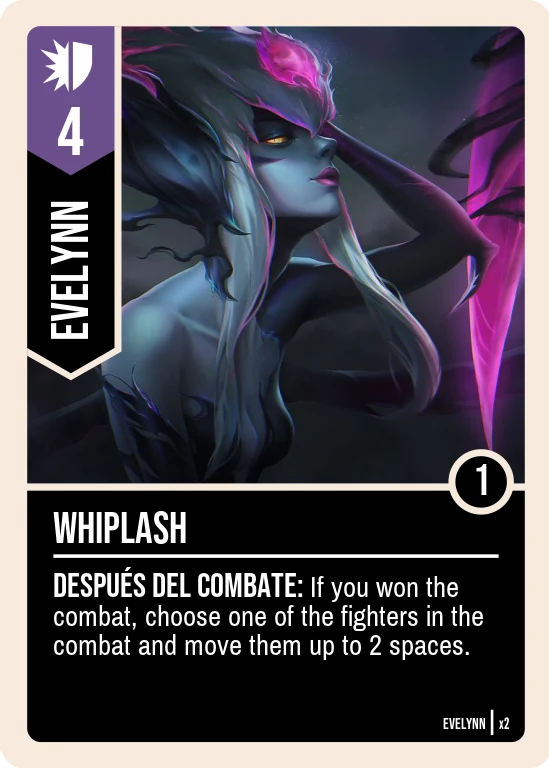 4
EVELYNN
1
WHIPLASH
DESPUÉS DEL COMBATE: If you won the
combat, choose one of the fighters in the
combat and move them up to 2 spaces.
EVELYNN | x2